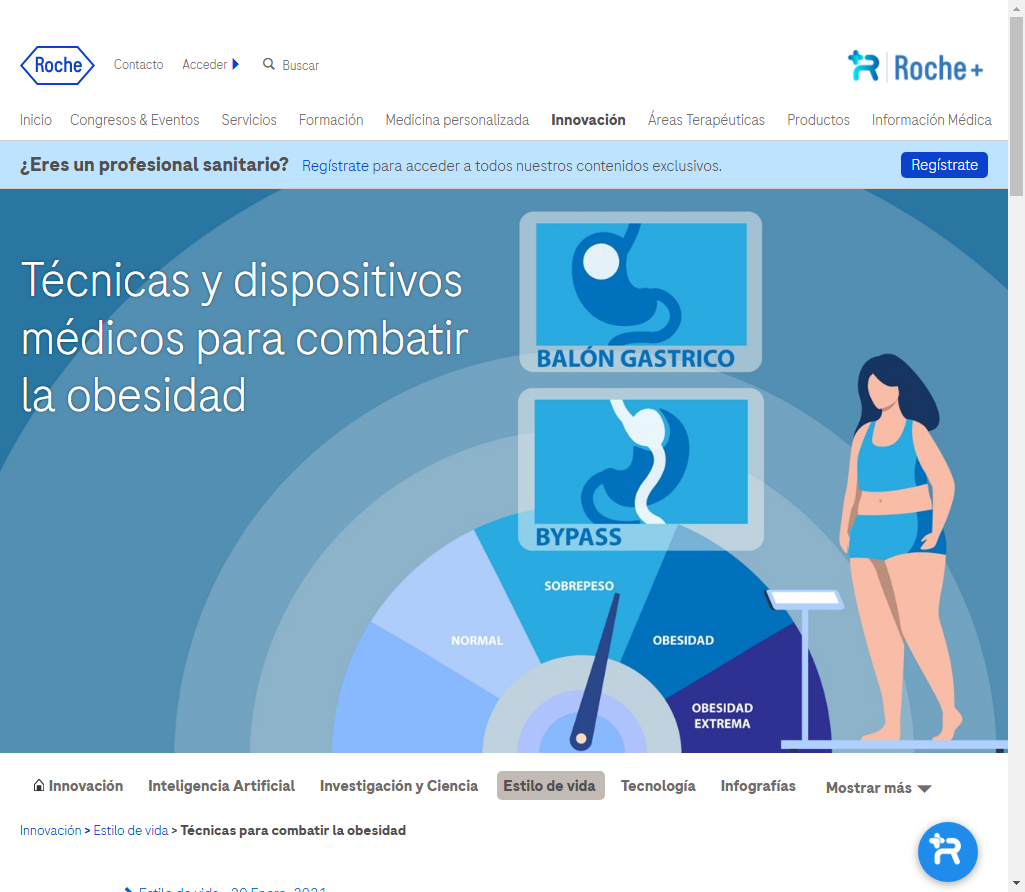 Roche
Contacto
Acceder
Buscar
Roche+
Inicio
Congresos & Eventos
Servicios
Formación
Medicina personalizada
Innovación
Áreas Terapéuticas
Productos
Información Médica
¿Eres un profesional sanitario?
Regístrate para acceder a todos nuestros contenidos exclusivos.
Regístrate
Técnicas y dispositivos
médicos para combatir
la obesidad
BALÓN GASTRICO
BYPASS
SOBREPESO
NORMAL
OBESIDAD
OBESIDAD
EXTREMA
Innovación
Inteligencia Artificial
Investigación y Ciencia
Estilo de vida
Tecnología
Infografías
Mostrar más
Innovación > Estilo de vida > Técnicas para combatir la obesidad